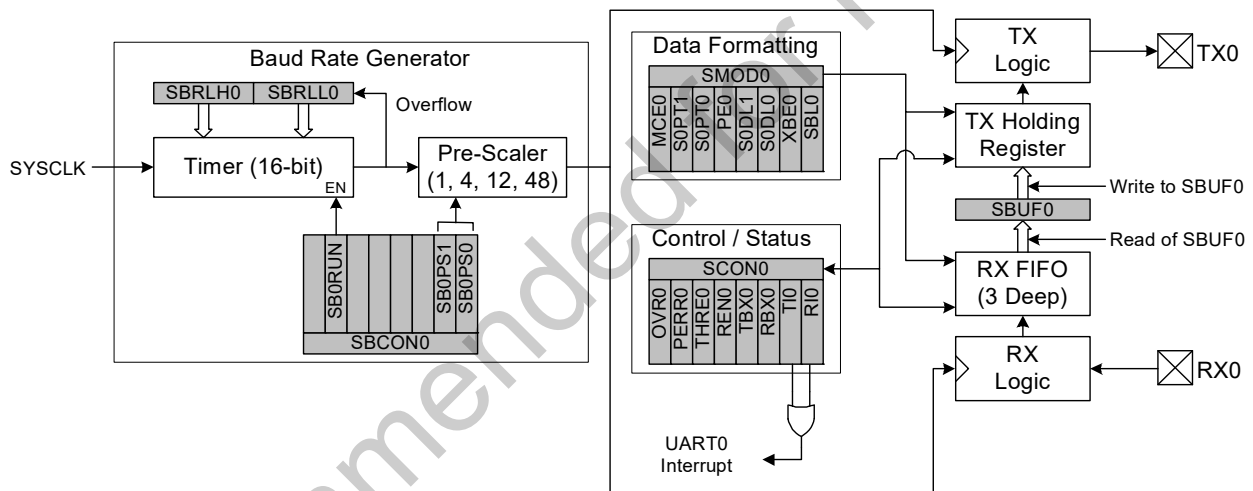 Baud Rate Generator
SBRLH0 SBRLL0
Overflow
SYSCLK
Timer (16-bit)
EN
Pre-Scaler
(1, 4, 12, 48)
SB0RUN
SB0PS1
SB0PS0
SBCON0
Data Formatting
SMOD0
MCE0
S0PT1
S0PT0
PE0
S0DL1
S0DL0
XBE0
SBL0
Control / Status
SCON0
OVR0
PERR0
THRE0
REN0
TBX0
RBX0
TI0
RI0
UART0
Interrupt
TX
Logic
TX0
TX Holding
Register
Write to SBUF0
SBUF0
Read of SBUF0
RX FIFO
(3 Deep)
RX
Logic
RX0
mmended for